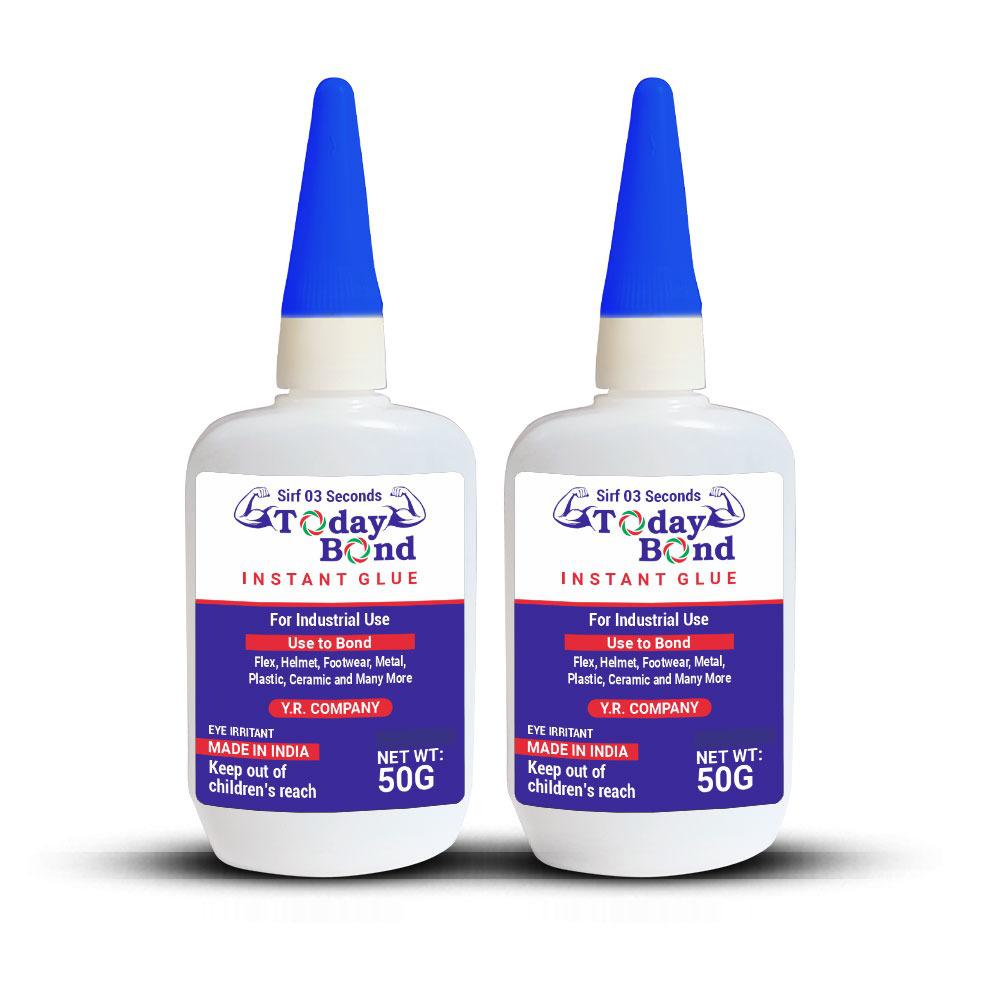 Sirf 03 Seconds
Today
Bond
INSTANT GLUE
For Industrial Use
Use to Bond
Flex, Helmet, Footwear, Metal,
Plastic, Ceramic and Many More
Y.R. COMPANY
EYE IRRITANT
MADE IN INDIA
Keep out of
children's reach
NET WT:
50G
Sirf 03 Seconds
Today
Bond
INSTANT GLUE
For Industrial Use
Use to Bond
Flex, Helmet, Footwear, Metal,
Plastic, Ceramic and Many More
Y.R. COMPANY
EYE IRRITANT
MADE IN INDIA
Keep out of
children's reach
NET WT:
50G